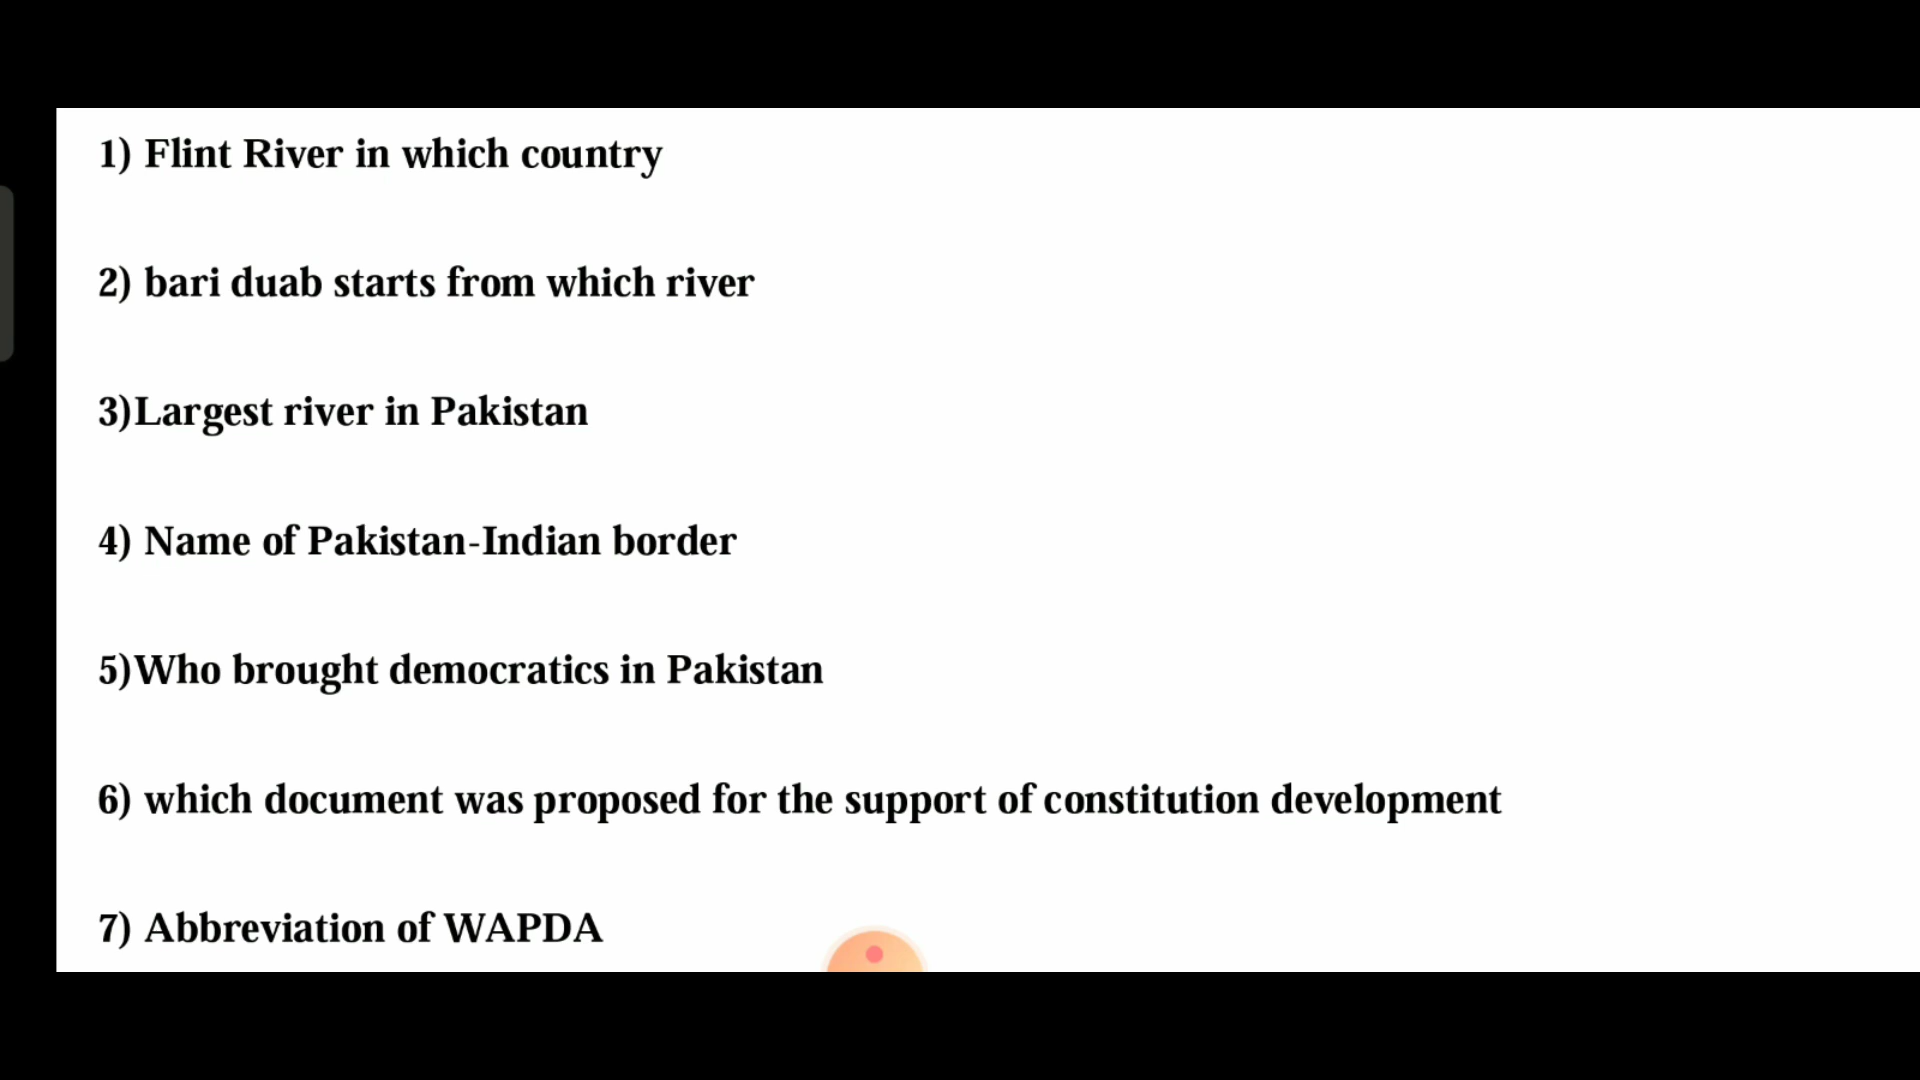 1) Flint River in which country
2) bari duab starts from which river
3)Largest river in Pakistan
4) Name of Pakistan-Indian border
5)Who brought democratics in Pakistan
6) which document was proposed for the support of constitution development
7) Abbreviation of WAPDA